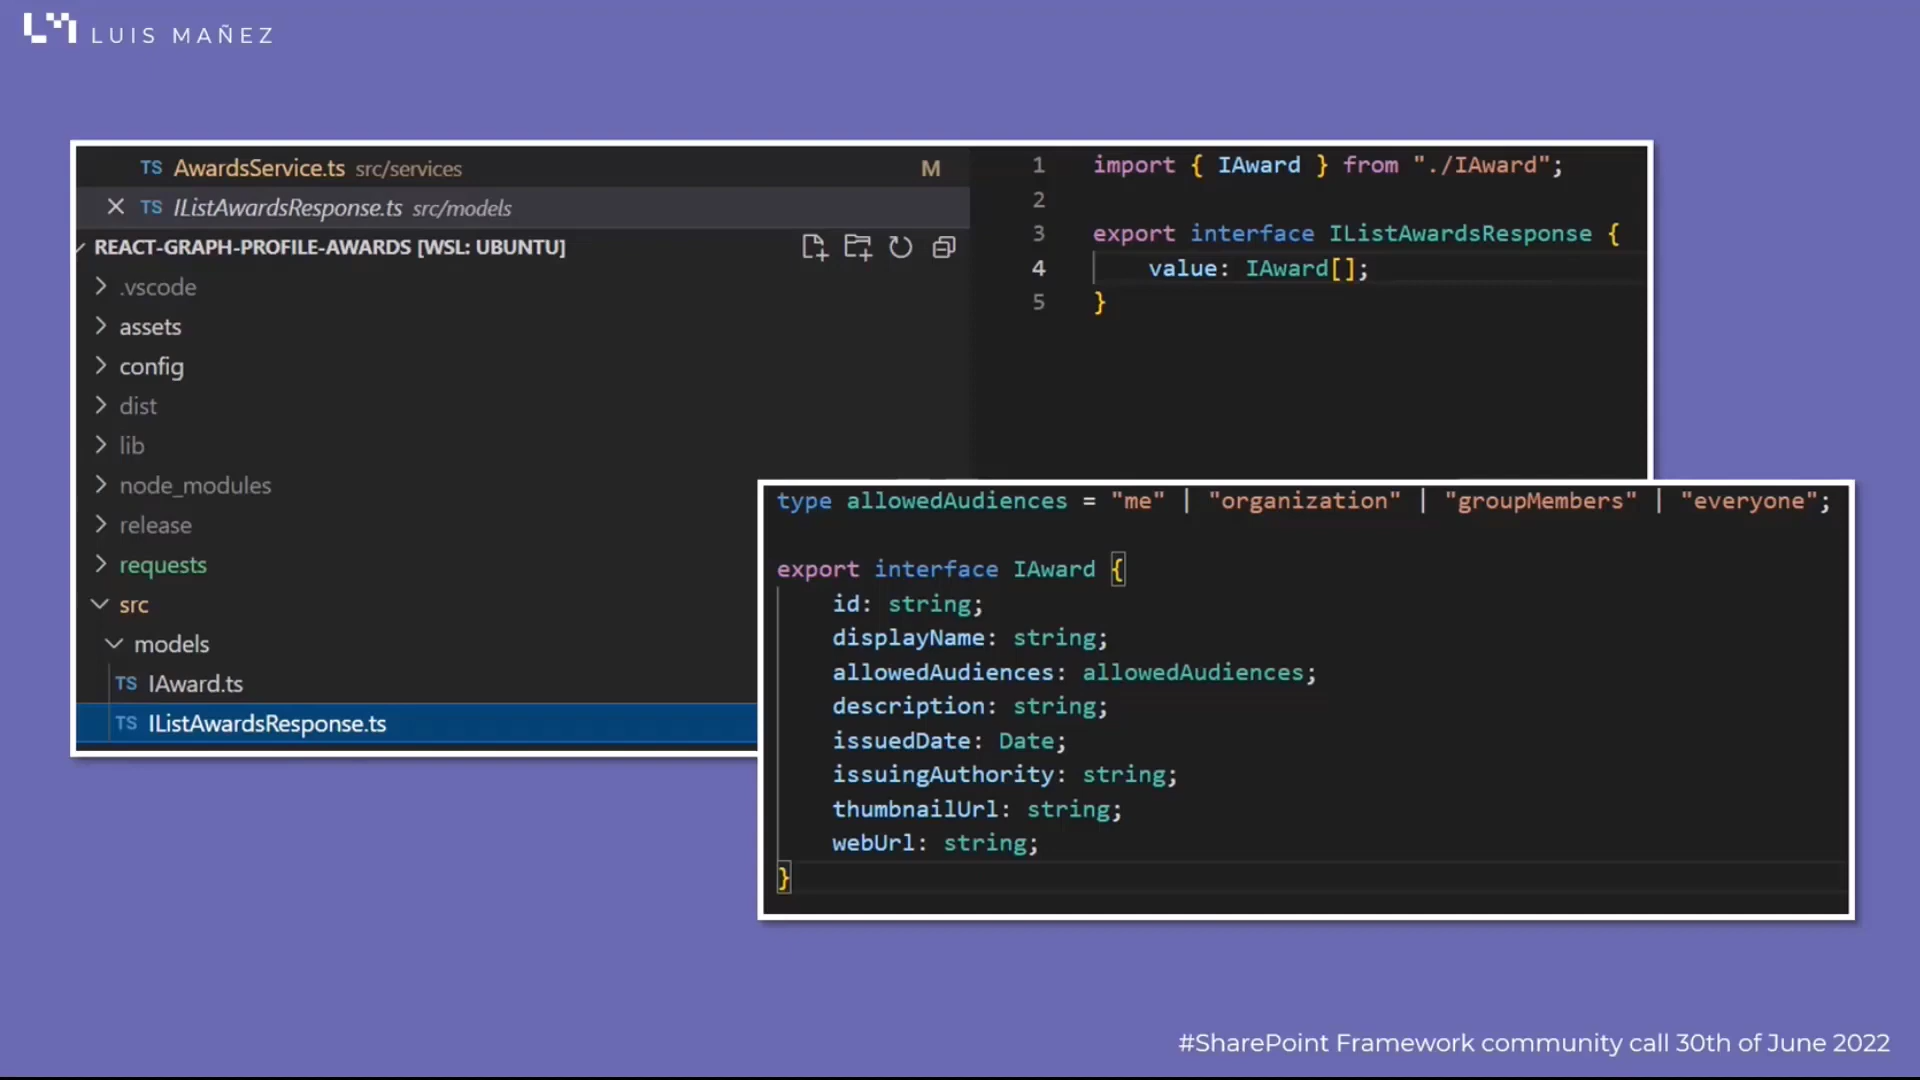 LUIS MAÑEZ
TS AwardsService.ts src/services M
TS IListAwardsResponse.ts src/models
REACT-GRAPH-PROFILE-AWARDS [WSL: UBUNTU]
.vscode
assets
config
dist
lib
node_modules
release
requests
src
models
TS IAward.ts
TS IListAwardsResponse.ts
1 import { IAward } from "./IAward";
2
3 export interface IListAwardsResponse {
4 value: IAward[];
5 }
type allowedAudiences = "me" | "organization" | "groupMembers" | "everyone";
export interface IAward {
id: string;
displayName: string;
allowedAudiences: allowedAudiences;
description: string;
issuedDate: Date;
issuingAuthority: string;
thumbnailUrl: string;
webUrl: string;
}
#SharePoint Framework community call 30th of June 2022